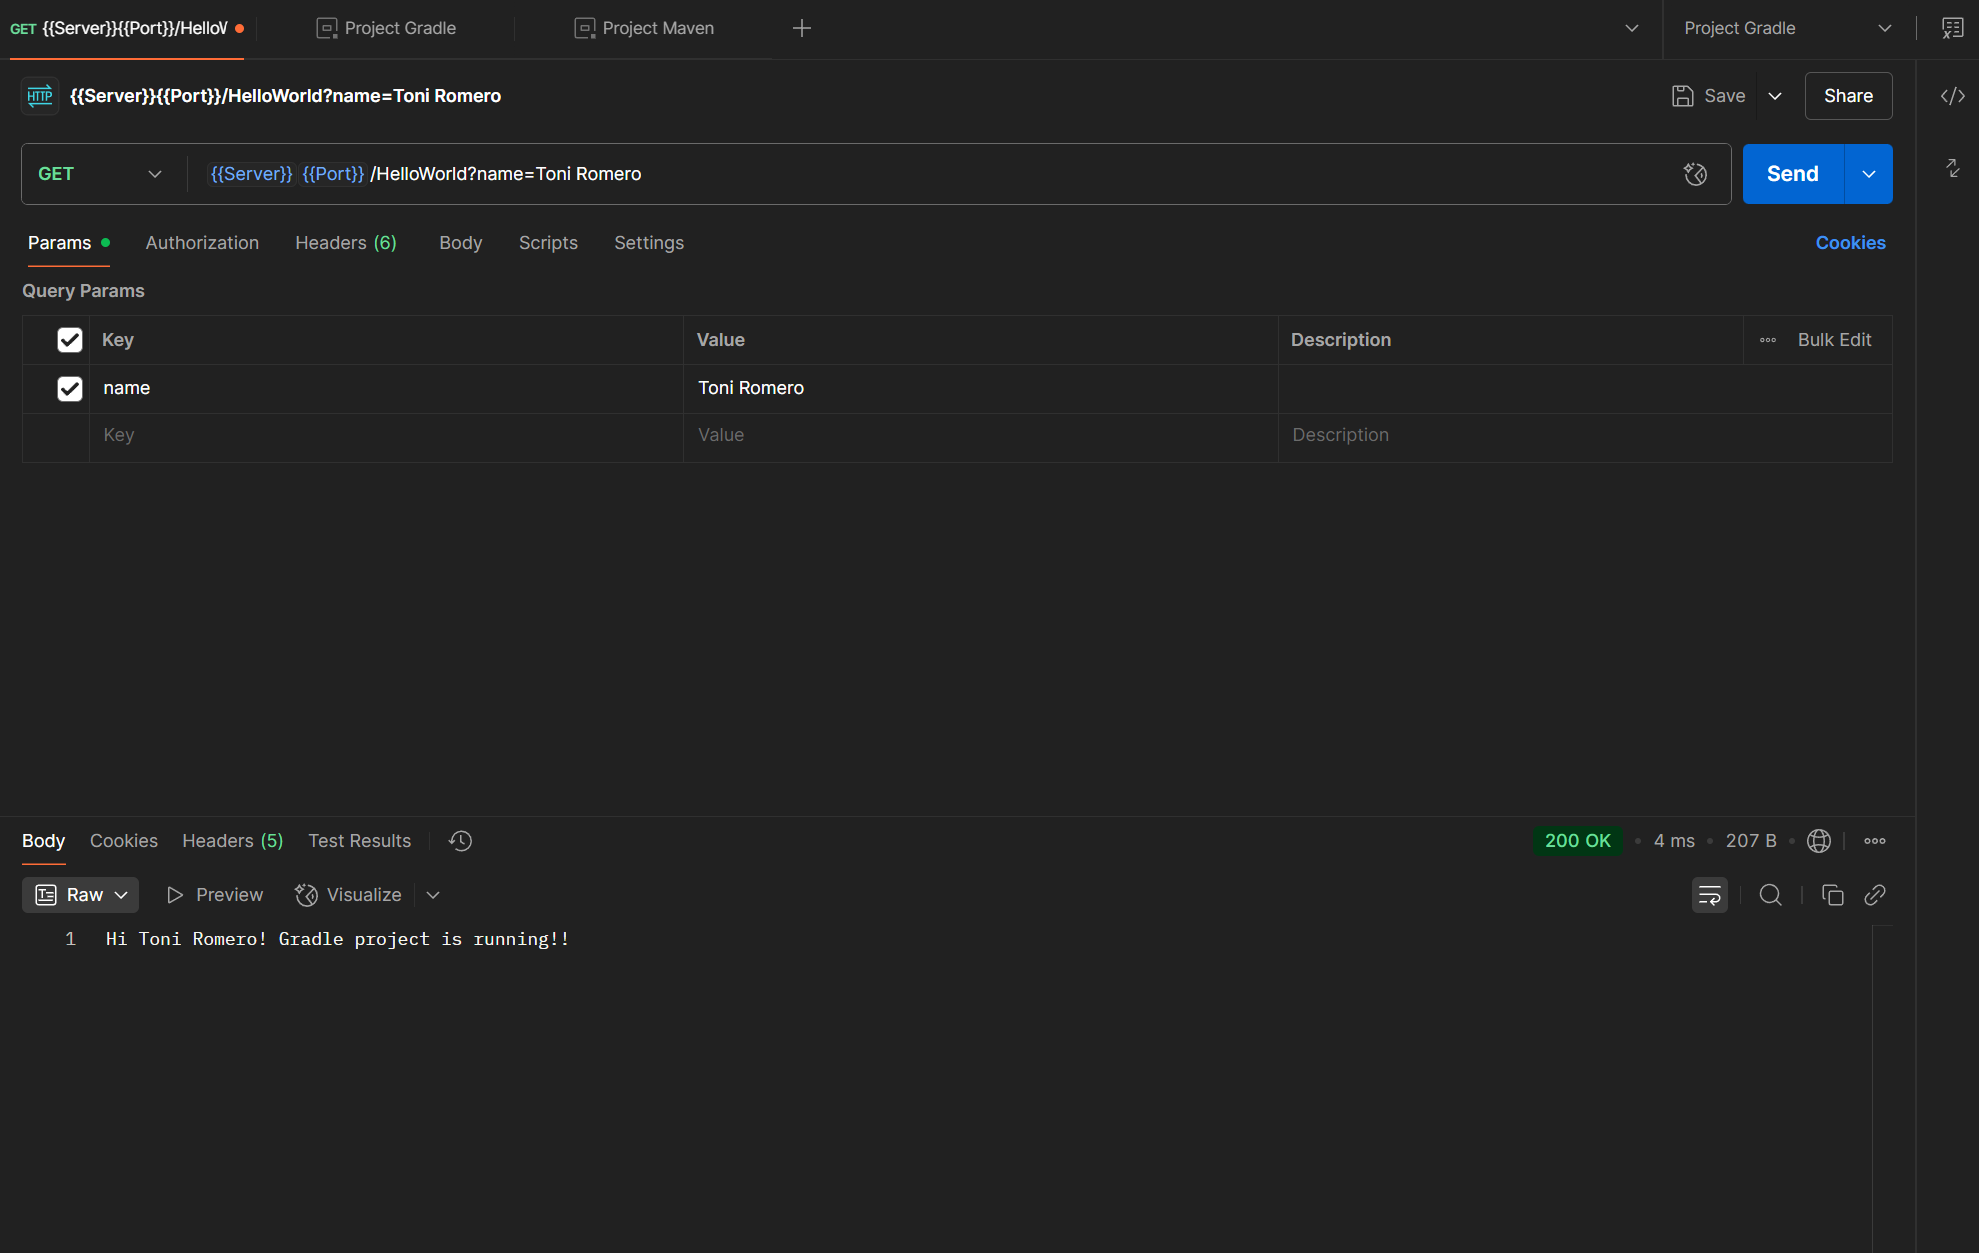 GET {{Server}}{{Port}}/HelloW
Project Gradle
Project Maven
Project Gradle
HTTP
{{Server}}{{Port}}/HelloWorld?name=Toni Romero
Save
Share
GET
{{Server}} {{Port}} /HelloWorld?name=Toni Romero
Send
Params
Authorization
Headers (6)
Body
Scripts
Settings
Cookies
Query Params
Key
Value
Description
Bulk Edit
name
Toni Romero
Key
Value
Description
Body
Cookies
Headers (5)
Test Results
200 OK
4 ms
207 B
Raw
Preview
Visualize
1 Hi Toni Romero! Gradle project is running!!